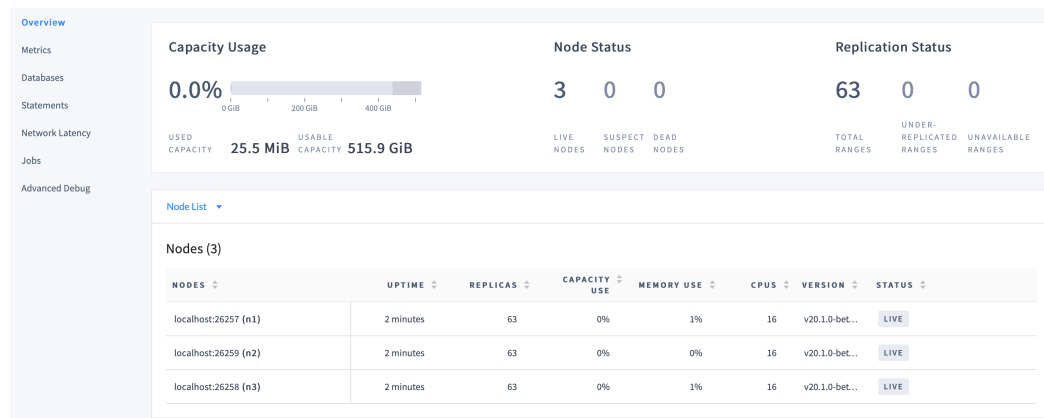 Overview
Metrics
Databases
Statements
Network Latency
Jobs
Advanced Debug
Capacity Usage
0.0%
0 GiB 200 GiB 400 GiB
USED CAPACITY 25.5 MiB USABLE CAPACITY 515.9 GiB
Node Status
3 0 0
LIVE NODES SUSPECT NODES DEAD NODES
Replication Status
63 0 0
TOTAL RANGES UNDER-REPLICATED RANGES UNAVAILABLE RANGES
Node List
Nodes (3)
NODES UPTIME REPLICAS CAPACITY USE MEMORY USE CPUS VERSION STATUS
localhost:26257 (n1) 2 minutes 63 0% 1% 16 v20.1.0-bet... LIVE
localhost:26259 (n2) 2 minutes 63 0% 0% 16 v20.1.0-bet... LIVE
localhost:26258 (n3) 2 minutes 63 0% 1% 16 v20.1.0-bet... LIVE